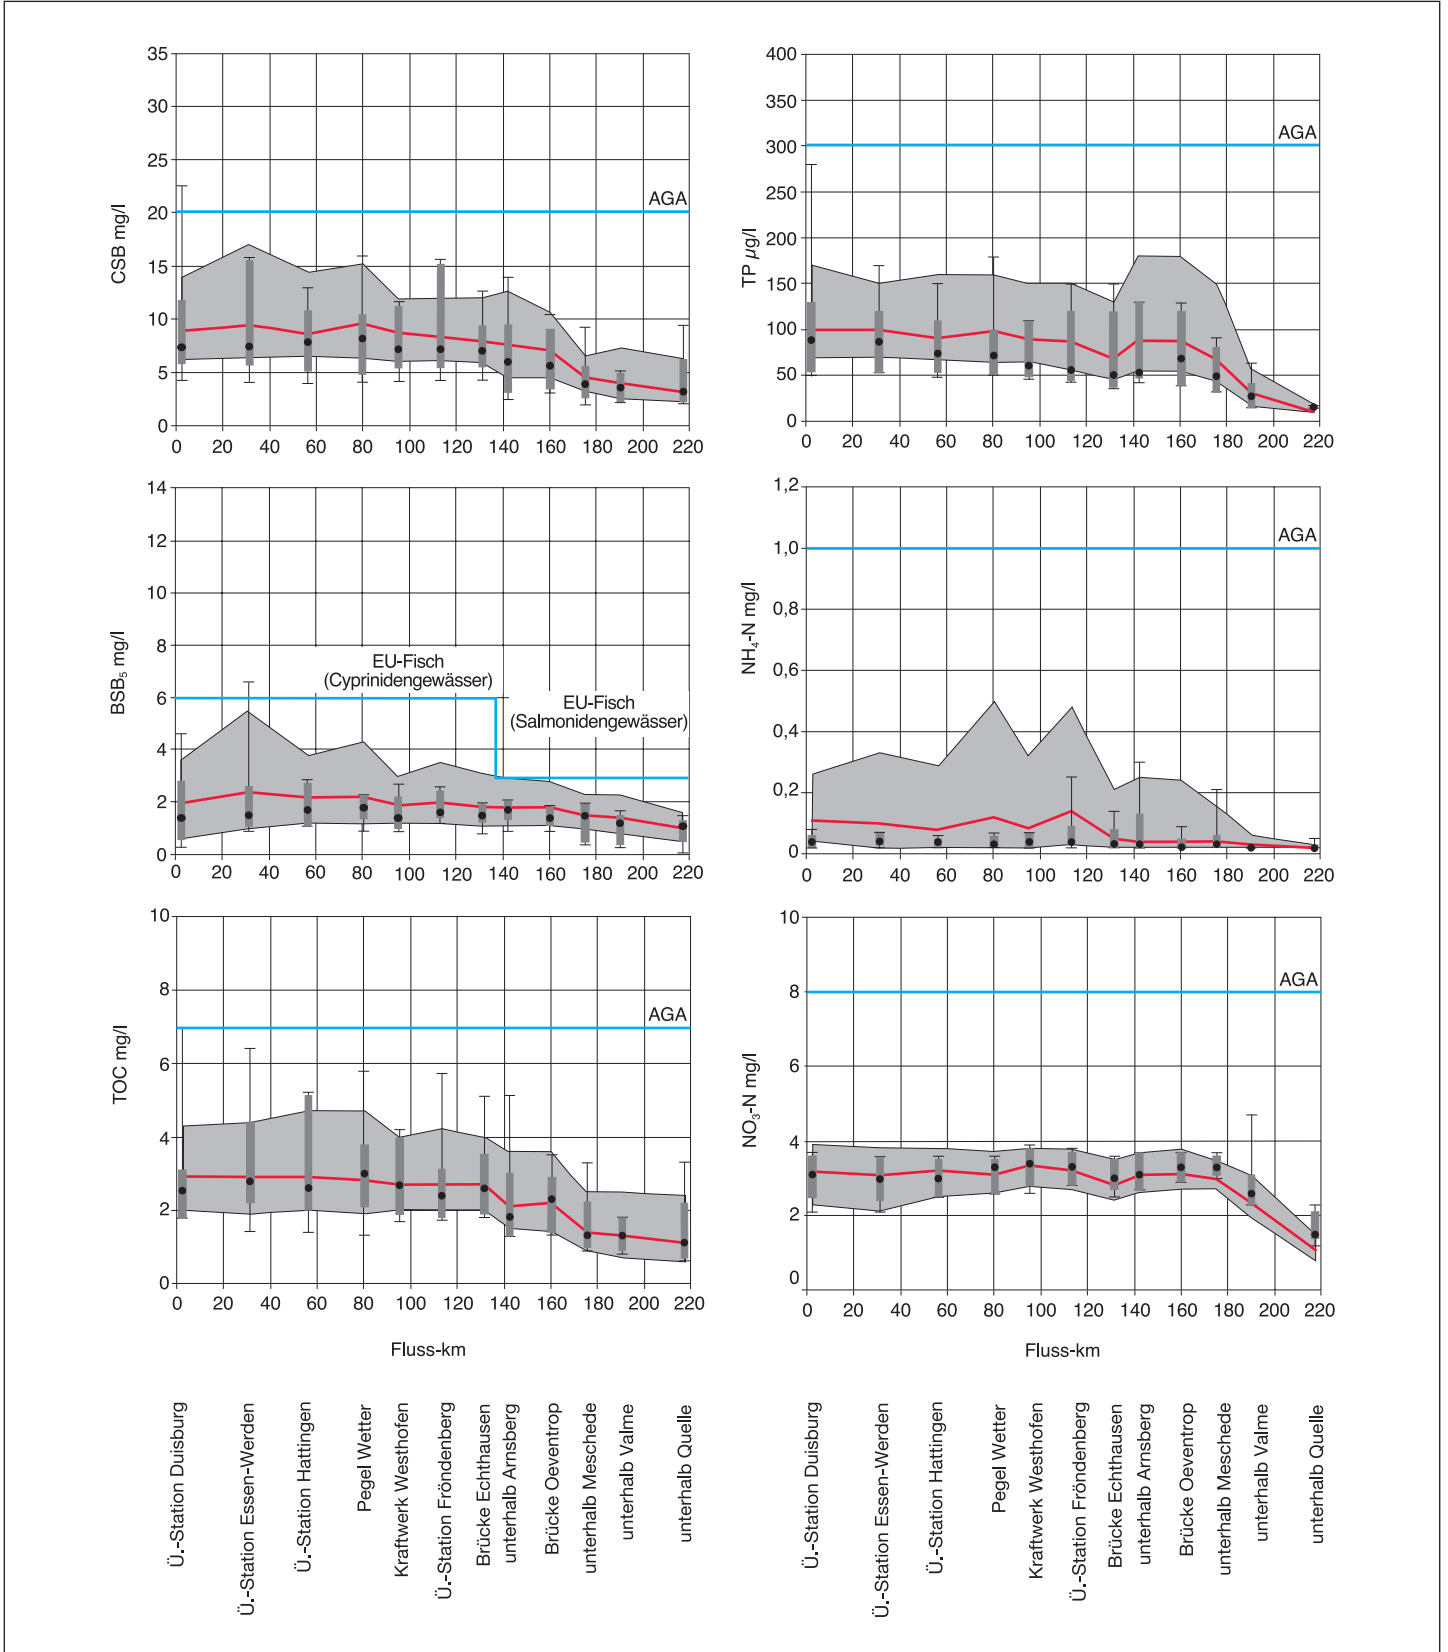 CSB mg/l
35
30
25
20
15
10
5
0
AGA
0 20 40 60 80 100 120 140 160 180 200 220
TP µg/l
400
350
300
250
200
150
100
50
0
AGA
0 20 40 60 80 100 120 140 160 180 200 220
BSB₅ mg/l
14
12
10
8
6
4
2
0
EU-Fisch
(Cyprinidengewässer)
EU-Fisch
(Salmonidengewässer)
0 20 40 60 80 100 120 140 160 180 200 220
NH₄-N mg/l
1,2
1,0
0,8
0,6
0,4
0,2
0
AGA
0 20 40 60 80 100 120 140 160 180 200 220
TOC mg/l
10
8
6
4
2
0
AGA
0 20 40 60 80 100 120 140 160 180 200 220
Fluss-km
NO₃-N mg/l
10
8
6
4
2
0
AGA
0 20 40 60 80 100 120 140 160 180 200 220
Fluss-km
Ü.-Station Duisburg
Ü.-Station Essen-Werden
Ü.-Station Hattingen
Pegel Wetter
Kraftwerk Westhofen
Ü.-Station Fröndenberg
Brücke Echthausen
unterhalb Arnsberg
Brücke Oeventrop
unterhalb Meschede
unterhalb Valme
unterhalb Quelle
Ü.-Station Duisburg
Ü.-Station Essen-Werden
Ü.-Station Hattingen
Pegel Wetter
Kraftwerk Westhofen
Ü.-Station Fröndenberg
Brücke Echthausen
unterhalb Arnsberg
Brücke Oeventrop
unterhalb Meschede
unterhalb Valme
unterhalb Quelle